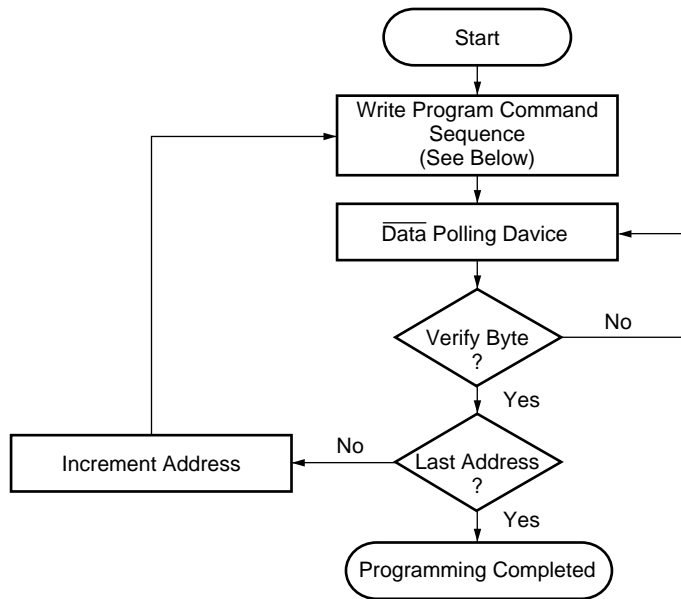 Start
Write Program Command
Sequence
(See Below)
Data Polling Davice
Verify Byte
?
No
Yes
Increment Address
No
Last Address
?
Yes
Programming Completed